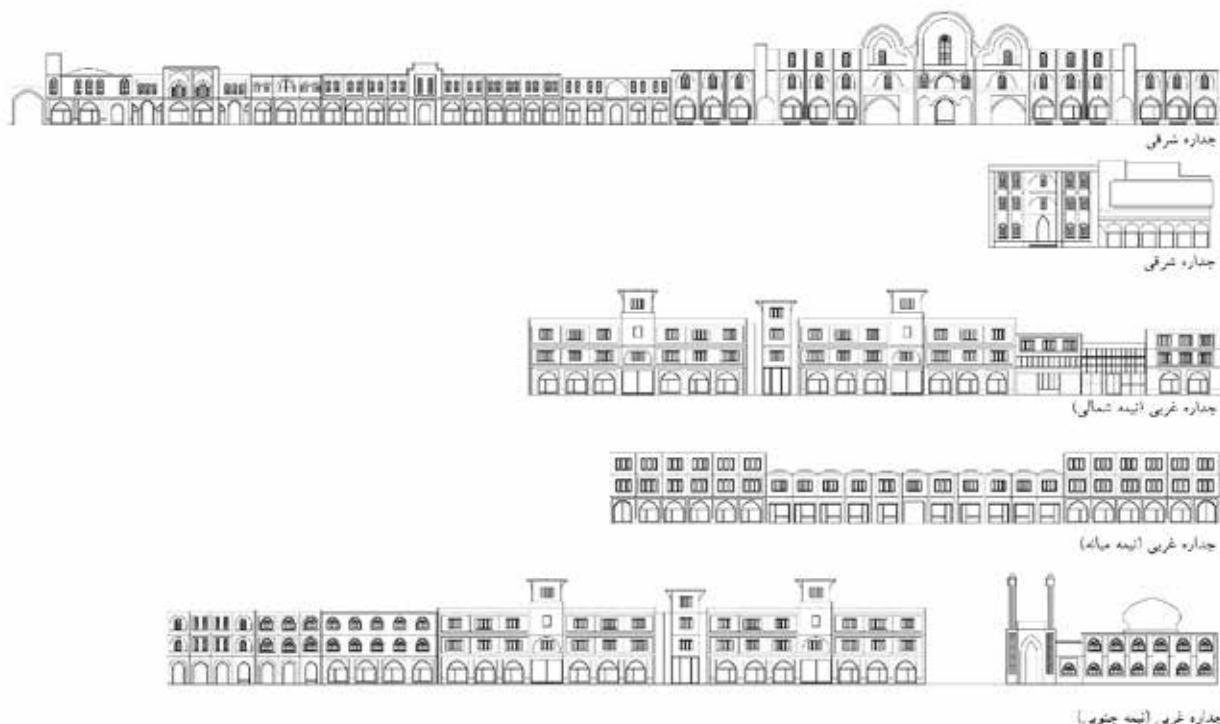 جداره شرقی
جداره شرقی
جداره غربی (نیمه شمالی)
جداره غربی (نیمه میانه)
جداره غربی (نیمه جنوبی)